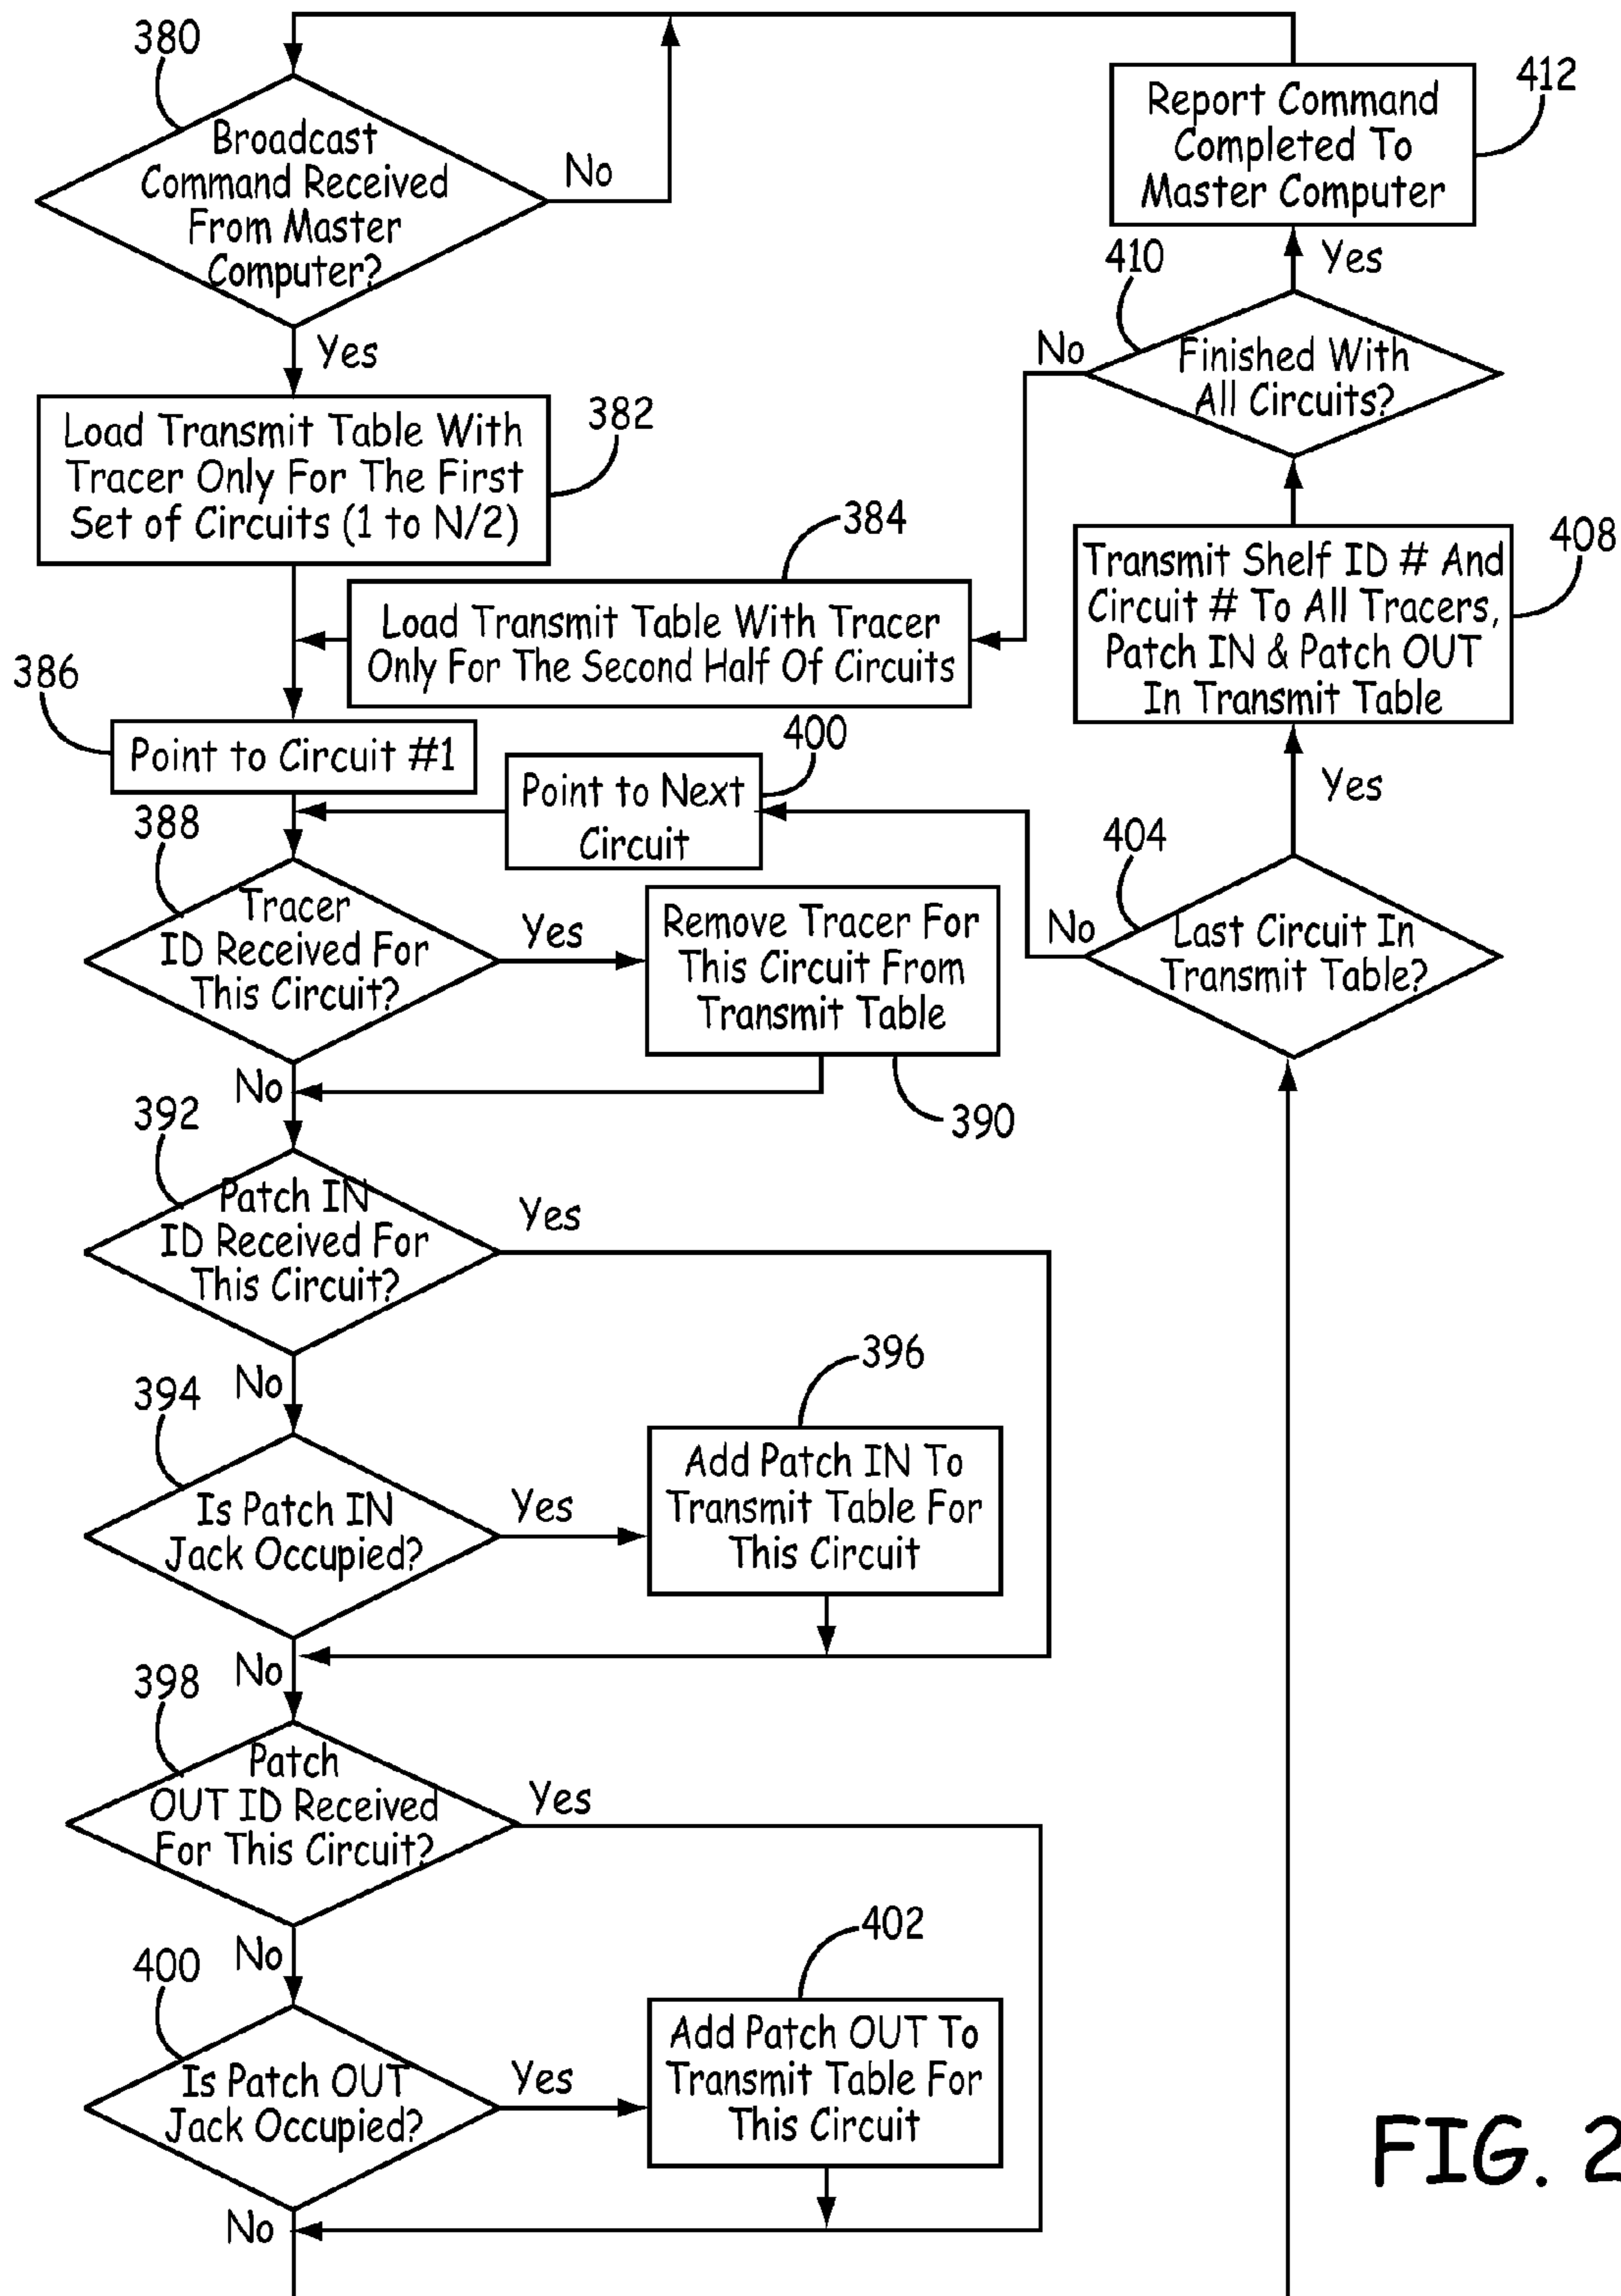 380
Broadcast
Command Received
From Master
Computer?
No
Yes
412
Report Command
Completed To
Master Computer
Yes
410
Finished With
All Circuits?
No
382
Load Transmit Table With
Tracer Only For The First
Set of Circuits (1 to N/2)
384
Load Transmit Table With Tracer
Only For The Second Half Of Circuits
408
Transmit Shelf ID # And
Circuit # To All Tracers,
Patch IN & Patch OUT
In Transmit Table
Yes
386
Point to Circuit #1
400
Point to Next
Circuit
404
Last Circuit In
Transmit Table?
No
388
Tracer
ID Received For
This Circuit?
Yes
No
Remove Tracer For
This Circuit From
Transmit Table
390
392
Patch IN
ID Received For
This Circuit?
Yes
No
394
Is Patch IN
Jack Occupied?
Yes
No
396
Add Patch IN To
Transmit Table For
This Circuit
398
Patch
OUT ID Received
For This Circuit?
Yes
No
400
Is Patch OUT
Jack Occupied?
Yes
No
402
Add Patch OUT To
Transmit Table For
This Circuit
FIG. 2